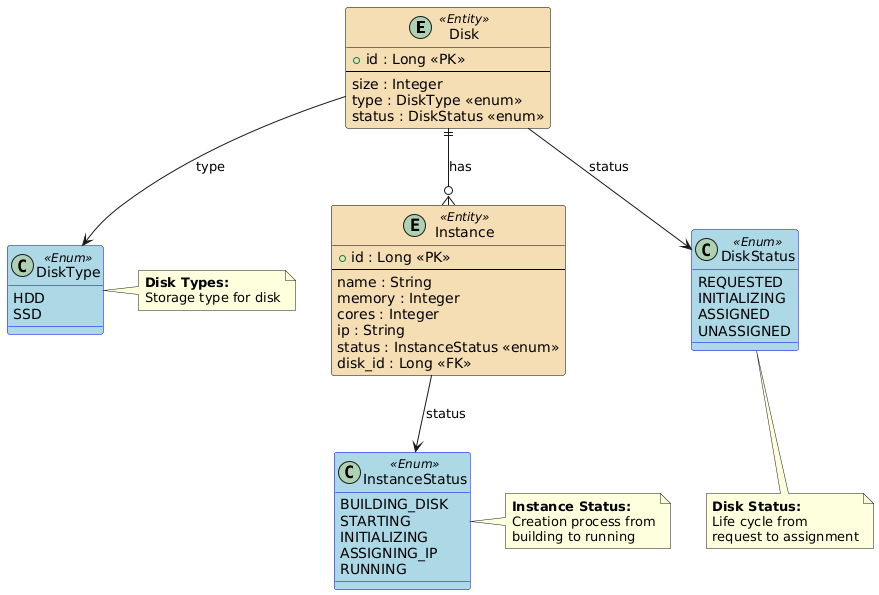 «Entity»
E
Disk
id : Long «PK»
size : Integer
type : DiskType «enum»
status : DiskStatus «enum»
type
has
status
«Enum»
C
DiskType
HDD
SSD
Disk Types:
Storage type for disk
«Entity»
E
Instance
id : Long «PK»
name : String
memory : Integer
cores : Integer
ip : String
status : InstanceStatus «enum»
disk_id : Long «FK»
«Enum»
C
DiskStatus
REQUESTED
INITIALIZING
ASSIGNED
UNASSIGNED
status
«Enum»
C
InstanceStatus
BUILDING_DISK
STARTING
INITIALIZING
ASSIGNING_IP
RUNNING
Instance Status:
Creation process from
building to running
Disk Status:
Life cycle from
request to assignment